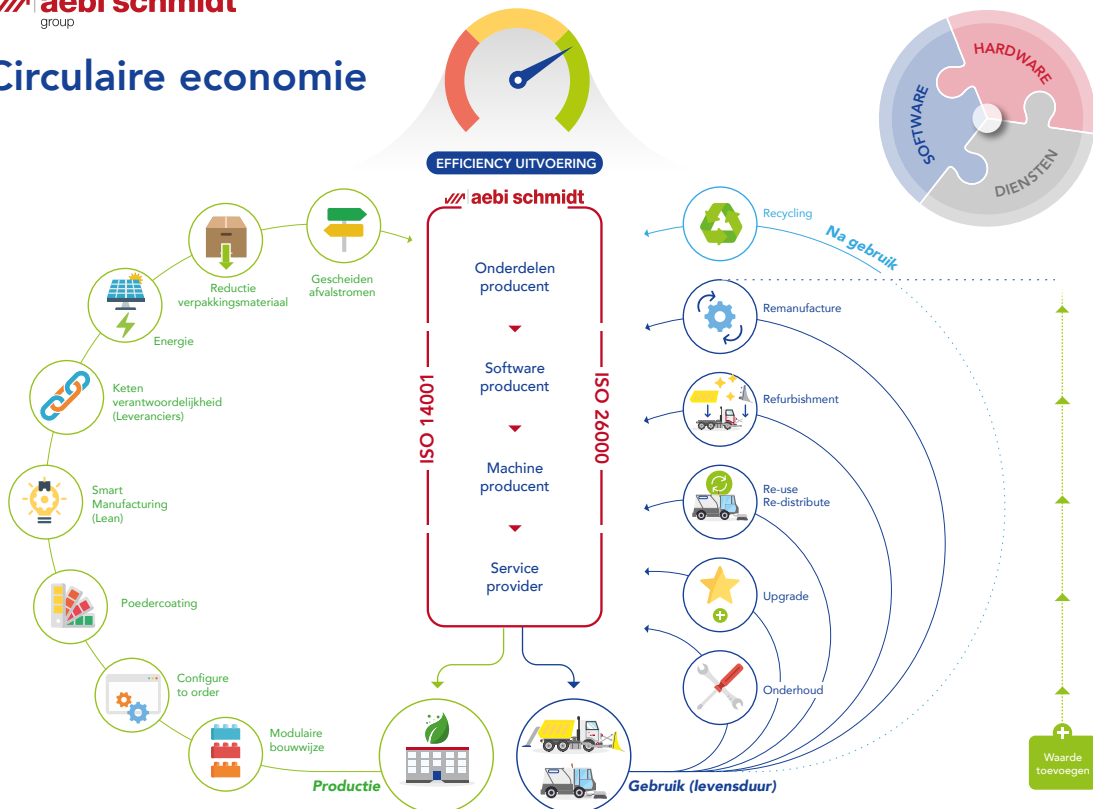 aebi schmidt
group
Circulaire economie
HARDWARE
SOFTWARE
DIENSTEN
EFFICIENCY UITVOERING
aebi schmidt
Onderdelen
producent
Software
producent
Machine
producent
Service
provider
ISO 14001
ISO 26000
Gescheiden
afvalstromen
Reductie
verpakkingsmateriaal
Energie
Keten
verantwoordelijkheid
(Leveranciers)
Smart
Manufacturing
(Lean)
Poedercoating
Configure
to order
Modulaire
bouwwijze
Productie
Recycling
Na gebruik
Remanufacture
Refurbishment
Re-use
Re-distribute
Upgrade
Onderhoud
Gebruik (levensduur)
Waarde
toevoegen